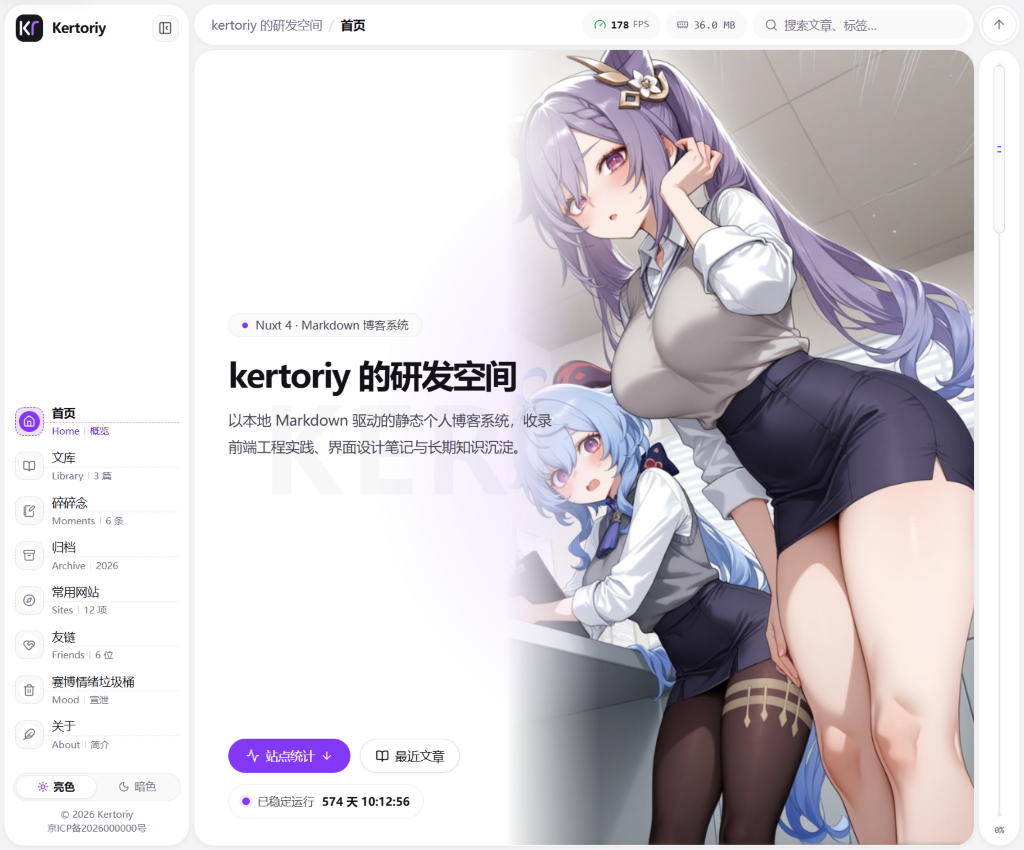 Kertoriy
kertoriy 的研发空间 / 首页
178 FPS
36.0 MB
搜索文章、标签...
Nuxt 4 · Markdown 博客系统
kertoriy 的研发空间
以本地 Markdown 驱动的静态个人博客系统，收录
前端工程实践、界面设计笔记与长期知识沉淀。
首页
Home | 概览
文库
Library | 3 篇
碎碎念
Moments | 6 条
归档
Archive | 2026
常用网站
Sites | 12 项
友链
Friends | 6 位
赛博情绪垃圾桶
Mood | 宣泄
关于
About | 简介
亮色
暗色
© 2026 Kertoriy
京ICP备2026000000号
站点统计 ↓
最近文章
已稳定运行 574 天 10:12:56
0%